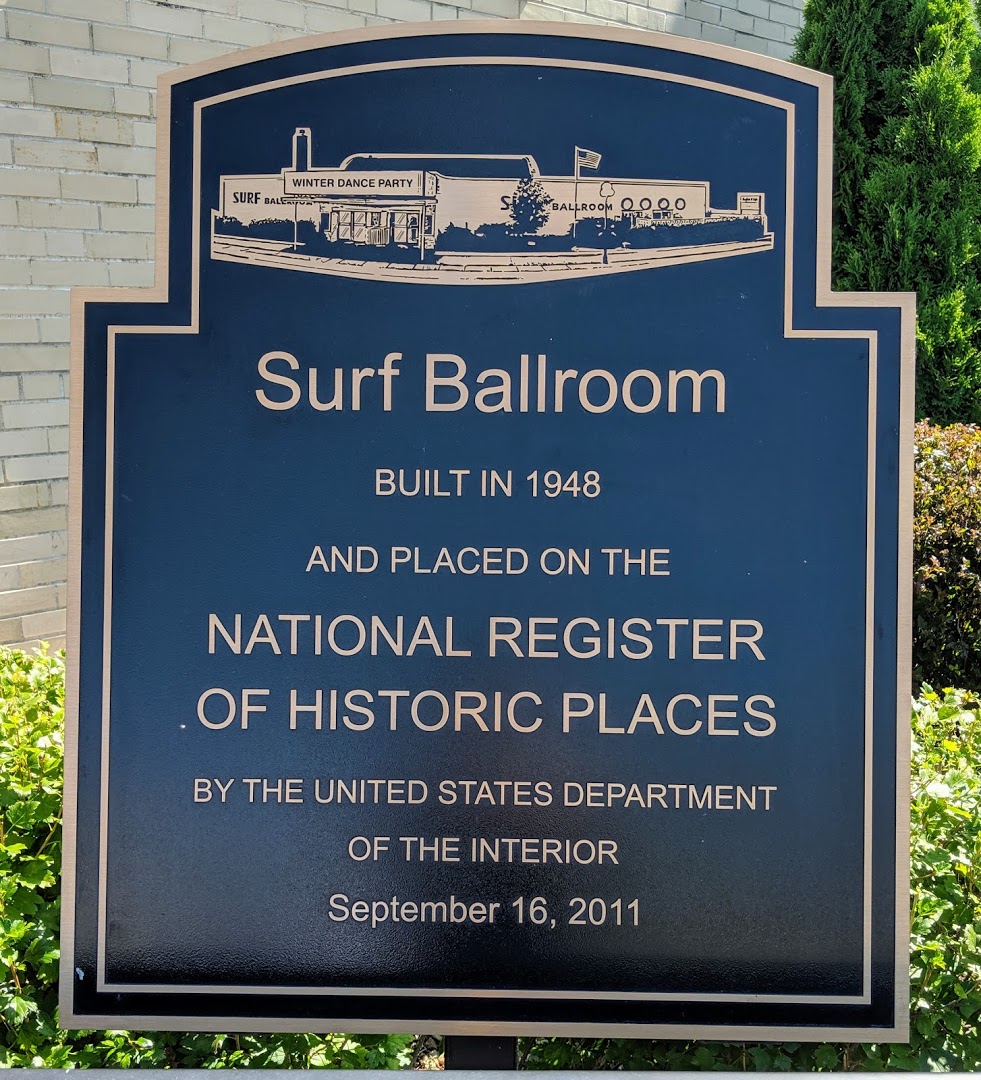 WINTER DANCE PARTY
SURF BALLROOM
BALLROOM
Surf Ballroom
BUILT IN 1948
AND PLACED ON THE
NATIONAL REGISTER
OF HISTORIC PLACES
BY THE UNITED STATES DEPARTMENT
OF THE INTERIOR
September 16, 2011